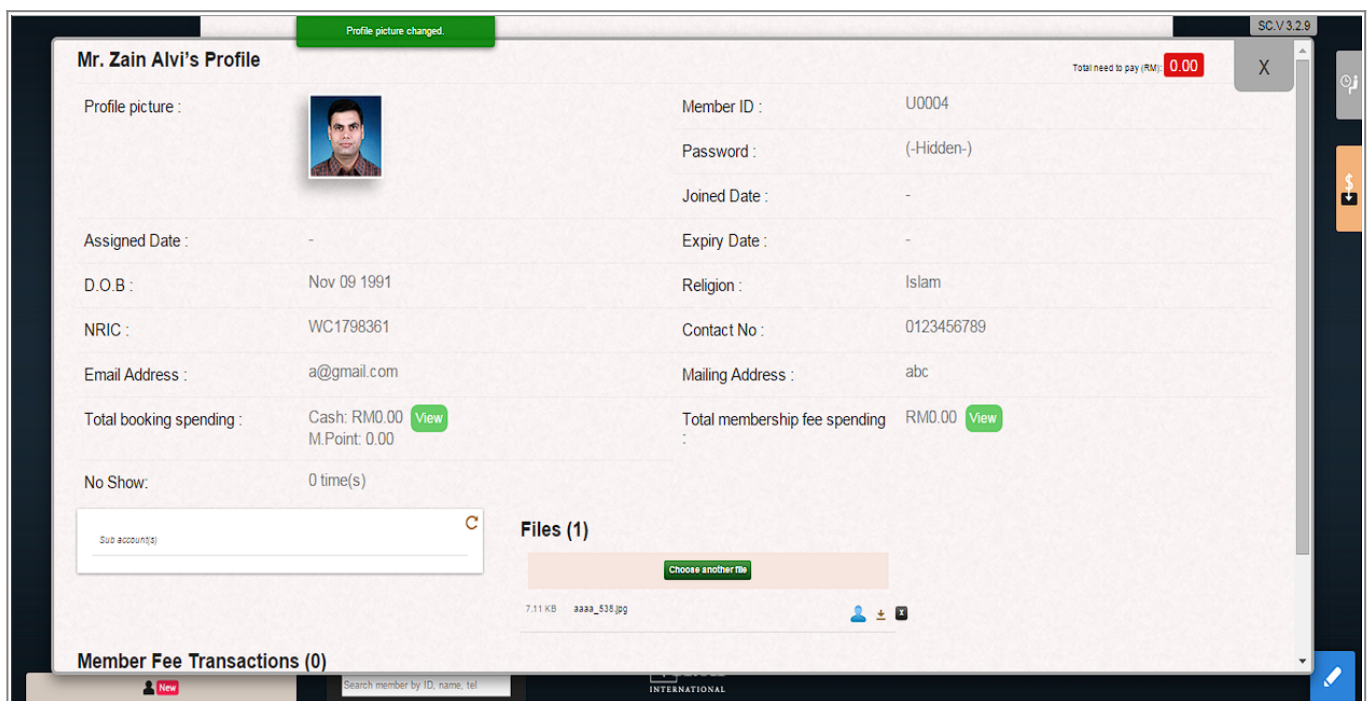 Profile picture changed.
SC.V 3.2.9
Mr. Zain Alvi’s Profile
Total need to pay (RM): 0.00
X
Profile picture :
Member ID : U0004
Password : (-Hidden-)
Joined Date : -
Assigned Date : -
Expiry Date : -
D.O.B : Nov 09 1991
Religion : Islam
NRIC : WC1798361
Contact No : 0123456789
Email Address : a@gmail.com
Mailing Address : abc
Total booking spending : Cash: RM0.00 View
M.Point: 0.00
Total membership fee spending : RM0.00 View
No Show: 0 time(s)
Sub account(s)
Files (1)
Choose another file
7.11 KB aaaa_538.jpg
X
Member Fee Transactions (0)
New
Search member by ID, name, tel
INTERNATIONAL